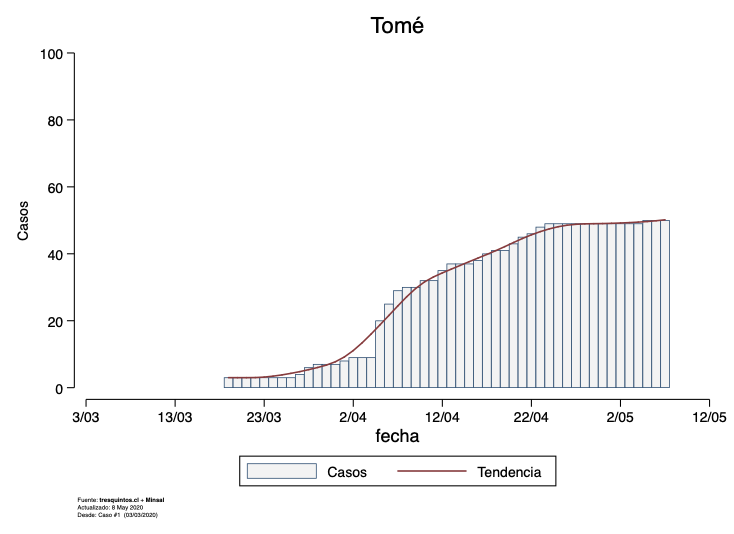 Tomé
100
80
60
40
20
0
Casos
3/03 13/03 23/03 2/04 12/04 22/04 2/05 12/05
fecha
Casos Tendencia
Fuente: tresquintos.cl + Minsal
Actualizado: 8 May 2020
Desde: Caso #1 (03/03/2020)